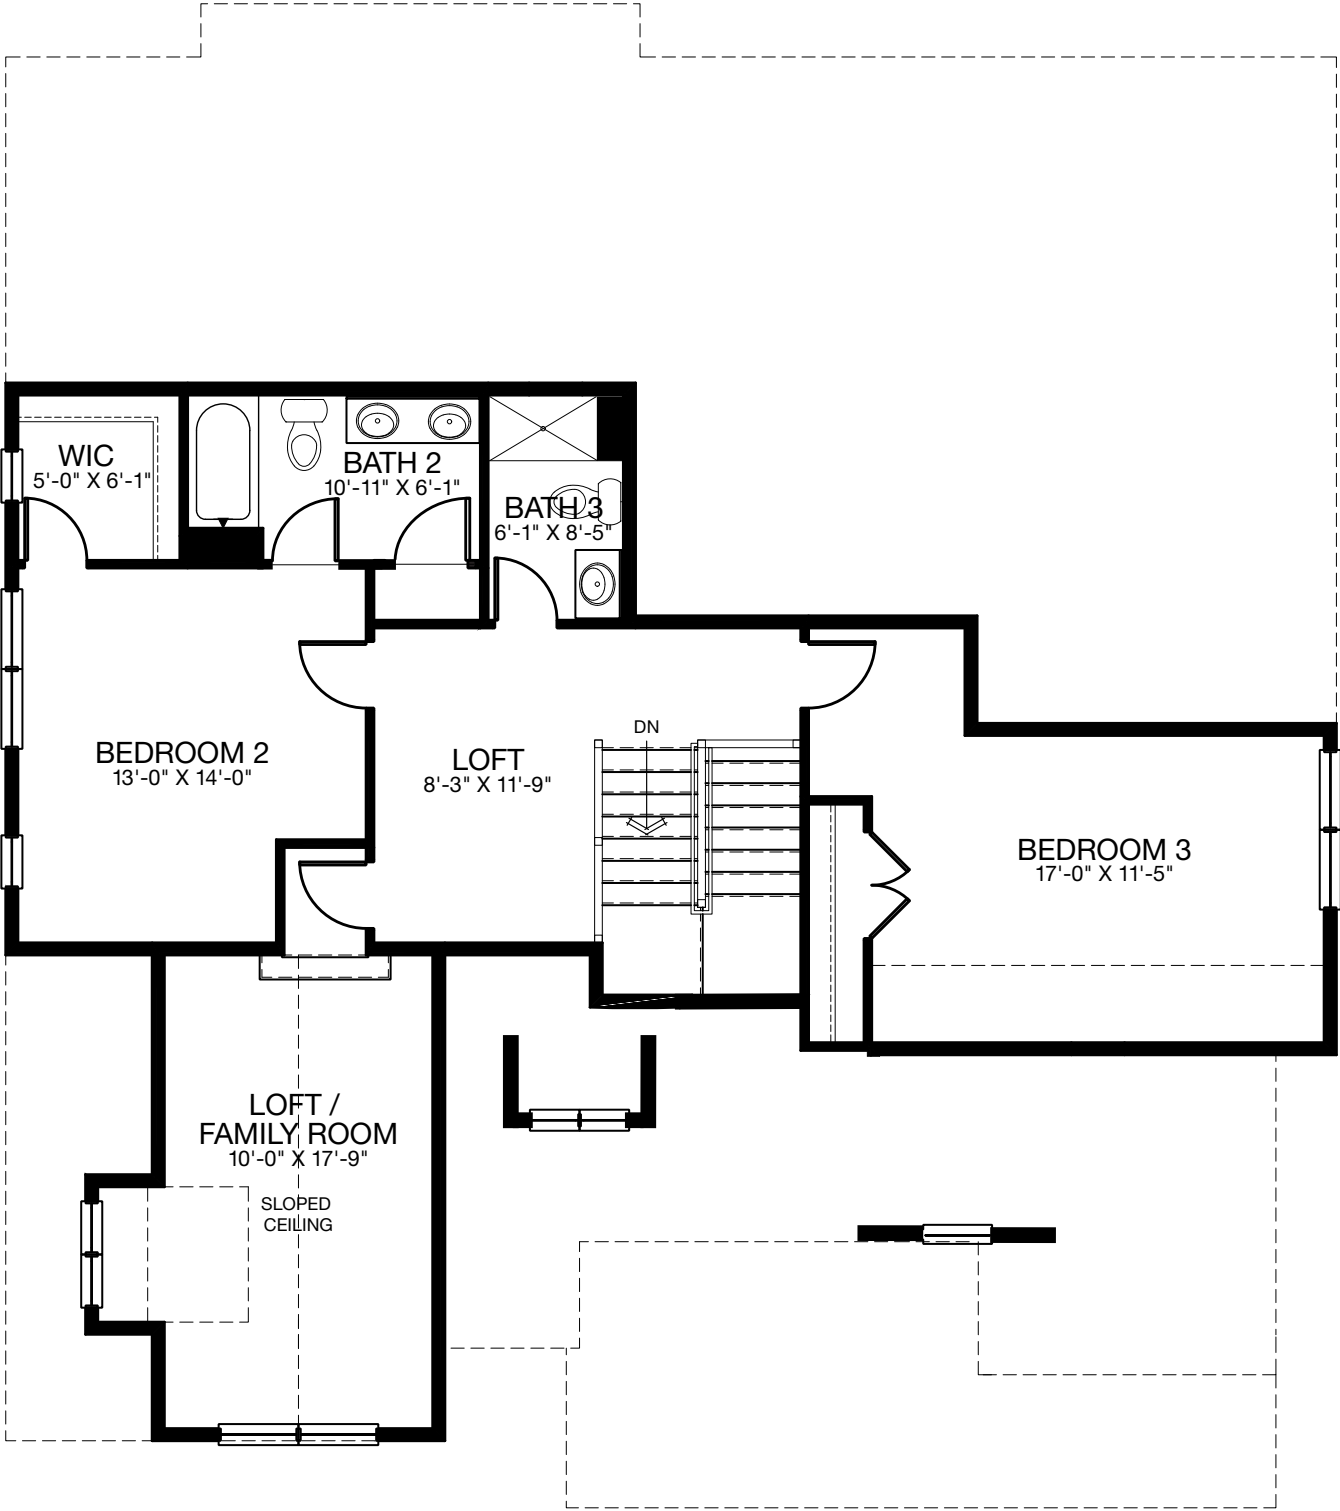 WIC
5'-0" X 6'-1"
BATH 2
10'-11" X 6'-1"
BATH 3
6'-1" X 8'-5"
DN
BEDROOM 2
13'-0" X 14'-0"
LOFT
8'-3" X 11'-9"
BEDROOM 3
17'-0" X 11'-5"
LOFT /
FAMILY ROOM
10'-0" X 17'-9"
SLOPED
CEILING